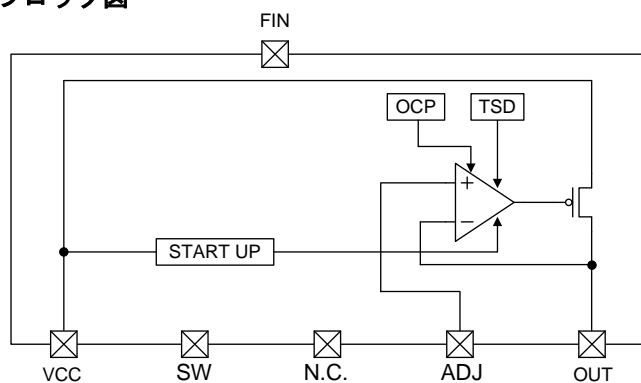 ブロック図
FIN
OCP
TSD
+
−
START UP
VCC
SW
N.C.
ADJ
OUT